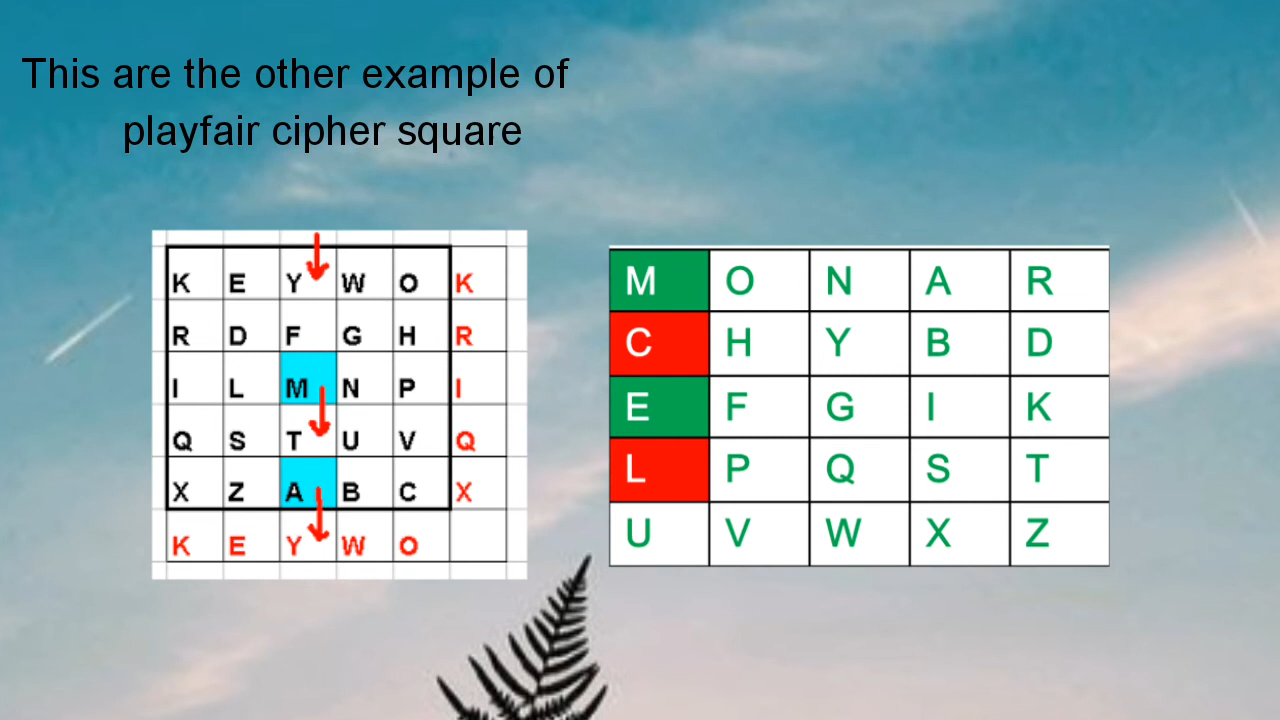 This are the other example of
playfair cipher square
K E Y W O K
R D F G H R
I L M N P I
Q S T U V Q
X Z A B C X
K E Y W O
M O N A R
C H Y B D
E F G I K
L P Q S T
U V W X Z